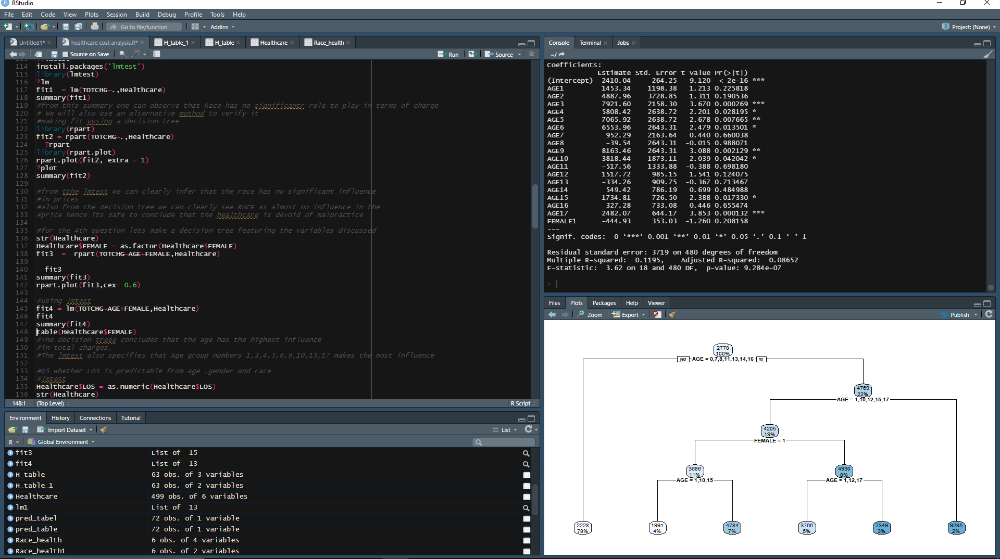 RStudio
File Edit Code View Plots Session Build Debug Profile Tools Help
Go to file/function Addins Project: (None)
Untitled1* healthcare cost analysis.R* H_table_1 H_table Healthcare Race_health
Source on Save Run Source
114 install.packages('lmtest')
115 library(lmtest)
116 ?lm
117 fit1  = lm(TOTCHG~.,Healthcare)
118 summary(fit1)
119 #from this summary one can observe that Race has no significantr role to play in terms of charge
120 # We will also use an alternative mothod to verify it
121 #making fit yusing a decision tree
122 library(rpart)
123 fit2 = rpart(TOTCHG~.,Healthcare)
124   ?rpart
125 library(rpart.plot)
126 rpart.plot(fit2, extra = 1)
127 ?plot
128 summary(fit2)
129
130 #from tthe lmtest we can clearly infer that the race has no significant influence
131 #in prices
132 #also from the decision tree we can clearly see RACE as almost no influence in the
133 #price hence its safe to conclude that the healthcare is devoid of malpractice
134
135 #for the 4th question lets make a decision tree featuring the variables discussed
136 str(Healthcare)
137 Healthcare$FEMALE = as.factor(Healthcare$FEMALE)
138 fit3  =  rpart(TOTCHG~AGE+FEMALE,Healthcare)
139
140   fit3
141 summary(fit3)
142 rpart.plot(fit3,cex= 0.6)
143
144 #using lmtest
145 fit4 = lm(TOTCHG~AGE+FEMALE,Healthcare)
146 fit4
147 summary(fit4)
148 table(Healthcare$FEMALE)
149 #The decision treee concludes that the age has the highest influence
150 #in total charges.
151 #The lmtest also specifies that Age group numbers 1,3,4,5,6,9,10,15,17 makes the most influence
152
153 #Q5 whether LOS is predictable from age ,gender and race
154 #lmtest
155 Healthcare$LOS = as.numeric(Healthcare$LOS)
156 str(Healthcare)
148:1 (Top Level) R Script
Environment History Connections Tutorial
Import Dataset List
R Global Environment
fit3 List of  15
fit4 List of  13
H_table 63 obs. of 3 variables
H_table_1 63 obs. of 2 variables
Healthcare 499 obs. of 6 variables
lm1 List of  13
pred_tabel 72 obs. of 1 variable
pred_table 72 obs. of 1 variable
Race_health 6 obs. of 4 variables
Race_health1 6 obs. of 2 variables
Console Terminal Jobs
~/
Coefficients:
Estimate Std. Error t value Pr(>|t|)
(Intercept)  2410.04     264.25   9.120  < 2e-16 ***
AGE1         1453.34    1198.38   1.213 0.225818
AGE2         4887.96    3728.85   1.311 0.190536
AGE3         7921.60    2158.30   3.670 0.000269 ***
AGE4         5808.42    2638.72   2.201 0.028195 *
AGE5         7065.92    2638.72   2.678 0.007665 **
AGE6         6553.96    2643.31   2.479 0.013501 *
AGE7          952.29    2163.64   0.440 0.660038
AGE8          -39.54    2643.31  -0.015 0.988071
AGE9         8163.46    2643.31   3.088 0.002129 **
AGE10        3818.44    1873.11   2.039 0.042042 *
AGE11        -517.56    1333.88  -0.388 0.698180
AGE12        1517.72     985.15   1.541 0.124075
AGE13        -334.26     909.75  -0.367 0.713467
AGE14         549.42     786.19   0.699 0.484988
AGE15        1734.81     726.50   2.388 0.017330 *
AGE16         327.28     733.08   0.446 0.655474
AGE17        2482.07     644.17   3.853 0.000132 ***
FEMALE1      -444.93     353.03  -1.260 0.208158
---
Signif. codes:  0 ‘***’ 0.001 ‘**’ 0.01 ‘*’ 0.05 ‘.’ 0.1 ‘ ’ 1
Residual standard error: 3719 on 480 degrees of freedom
Multiple R-squared:  0.1195,    Adjusted R-squared:  0.08652
F-statistic:  3.62 on 18 and 480 DF,  p-value: 9.284e-07
>
Files Plots Packages Help Viewer
Zoom Export Publish
2778
100%
yes AGE = 0,7,8,11,13,14,16 no
4769
22%
AGE = 1,10,12,15,17
4205
19%
FEMALE = 1
3686
11%
4930
8%
AGE = 1,10,15
AGE = 1,12,17
2228
78%
1991
4%
4784
7%
3766
5%
7349
3%
9285
2%